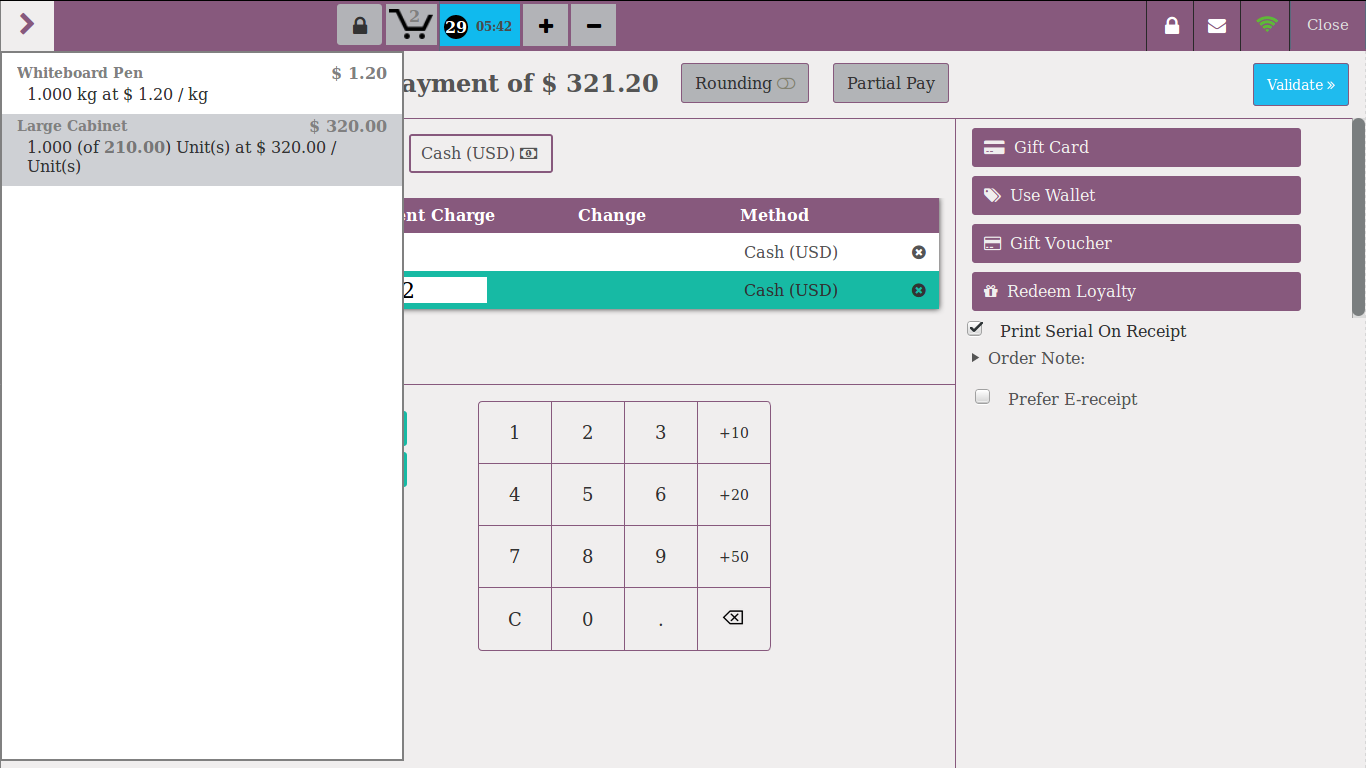 2
29 05:42
Close
Whiteboard Pen $ 1.20
1.000 kg at $ 1.20 / kg
Large Cabinet $ 320.00
1.000 (of 210.00) Unit(s) at $ 320.00 /
Unit(s)
ayment of $ 321.20
Rounding
Partial Pay
Validate
Cash (USD)
nt Charge Change Method
Cash (USD)
2 Cash (USD)
1 2 3 +10
4 5 6 +20
7 8 9 +50
C 0 .
Gift Card
Use Wallet
Gift Voucher
Redeem Loyalty
Print Serial On Receipt
Order Note:
Prefer E-receipt